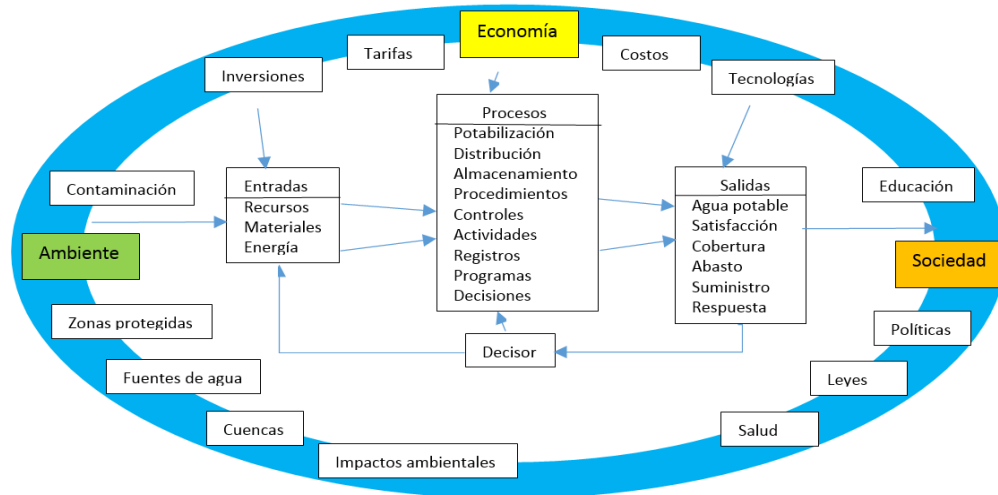 Economía
Tarifas
Costos
Inversiones
Tecnologías
Procesos
Potabilización
Distribución
Almacenamiento
Procedimientos
Controles
Actividades
Registros
Programas
Decisiones
Contaminación
Entradas
Recursos
Materiales
Energía
Salidas
Agua potable
Satisfacción
Cobertura
Abasto
Suministro
Respuesta
Educación
Ambiente
Sociedad
Zonas protegidas
Decisor
Políticas
Fuentes de agua
Leyes
Cuencas
Salud
Impactos ambientales